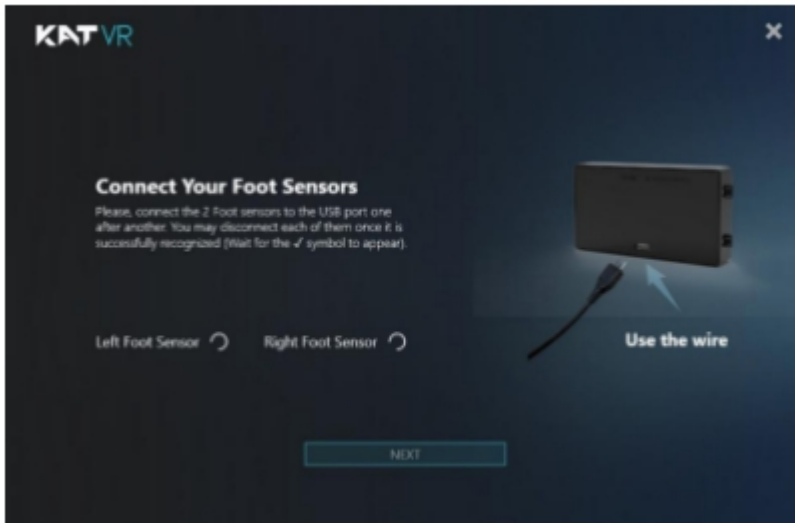 KAT VR
Connect Your Foot Sensors
Please, connect the 2 Foot sensors to the USB port one
after another. You may disconnect each of them once it is
successfully recognized (Wait for the ✓ symbol to appear).
Left Foot Sensor
Right Foot Sensor
Use the wire
NEXT